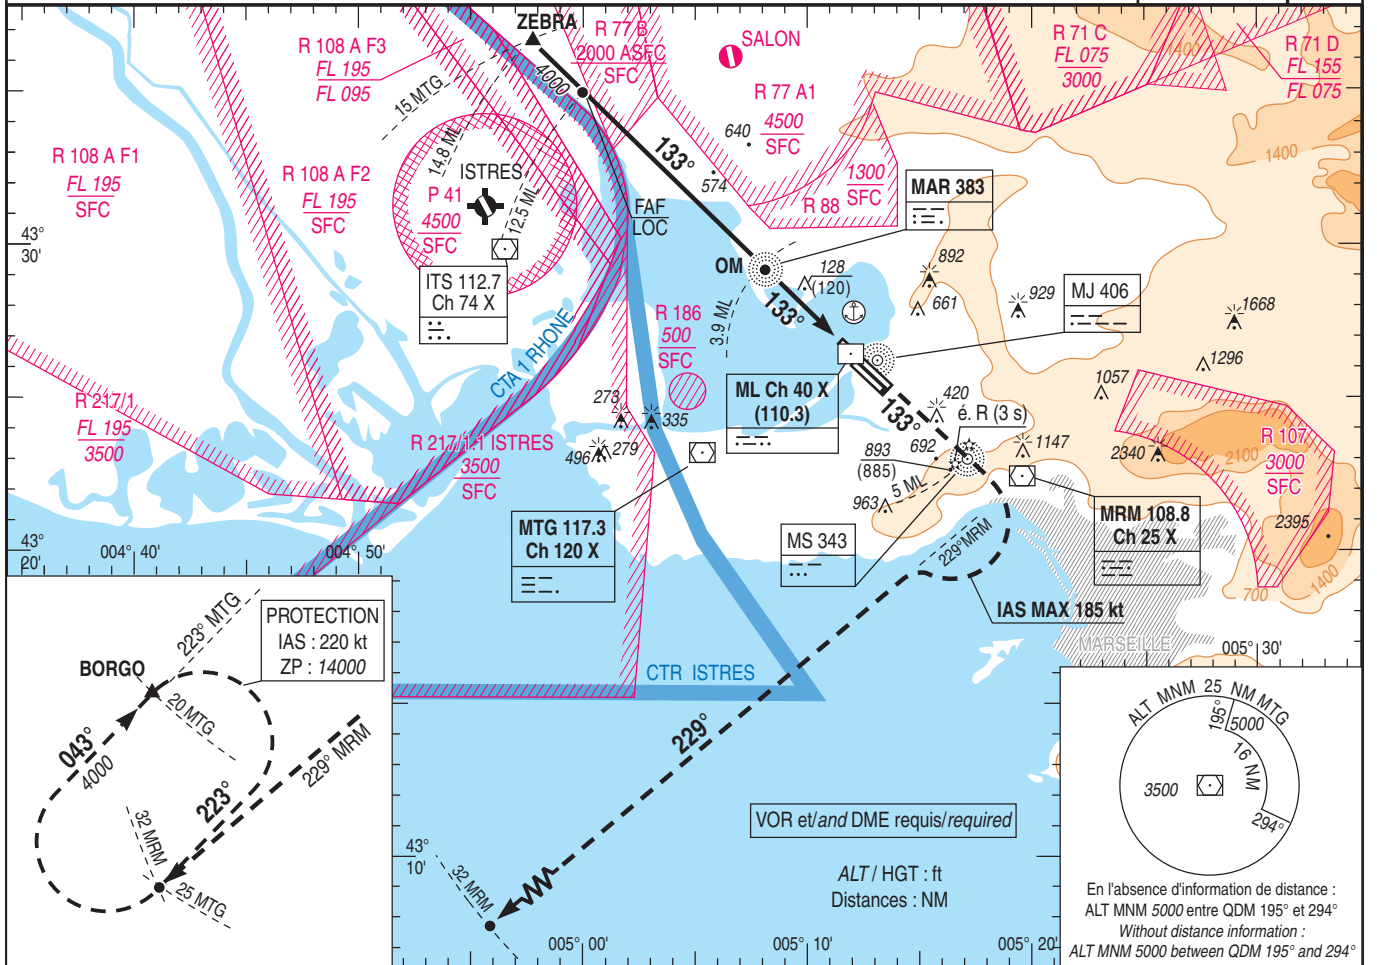 ZEBRA
R 77 B
2000 ASFC
SFC
SALON
R 71 C
FL 075
3000
1400
R 71 D
FL 155
FL 075
R 108 A F3
FL 195
FL 095
4000
15 MTG
14.8 ML
R 77 A1
4500
SFC
640
133°
574
1400
R 108 A F1
FL 195
SFC
R 108 A F2
FL 195
SFC
ISTRES
P 41
4500
SFC
12.5 ML
FAF
LOC
1300
SFC
R 88
MAR 383
43°
30'
ITS 112.7
Ch 74 X
OM
128
(120)
892
661
929
MJ 406
1668
133°
3.9 ML
R 186
500
SFC
CTA 1 RHONE
1296
1057
ML Ch 40 X
(110.3)
133°
420
é. R (3 s)
R 217/1
FL 195
3500
273
335
496
279
R 217/1.1 ISTRES
3500
SFC
893
(885)
692
1147
5 ML
963
2340
2100
R 107
3000
SFC
2395
MTG 117.3
Ch 120 X
MS 343
229° MRM
MRM 108.8
Ch 25 X
43°
20'
004° 40'
004° 50'
1400
700
IAS MAX 185 kt
MARSEILLE
005° 30'
PROTECTION
IAS : 220 kt
ZP : 14000
223° MTG
BORGO
20 MTG
043°
4000
223°
229° MRM
32 MRM
25 MTG
CTR ISTRES
229°
ALT MNM 25 NM MTG
195°
5000
16 NM
3500
294°
VOR et/and DME requis/required
43°
10'
32 MRM
ALT / HGT : ft
Distances : NM
En l'absence d'information de distance :
ALT MNM 5000 entre QDM 195° et 294°
Without distance information :
ALT MNM 5000 between QDM 195° and 294°
005° 00'
005° 10'
005° 20'